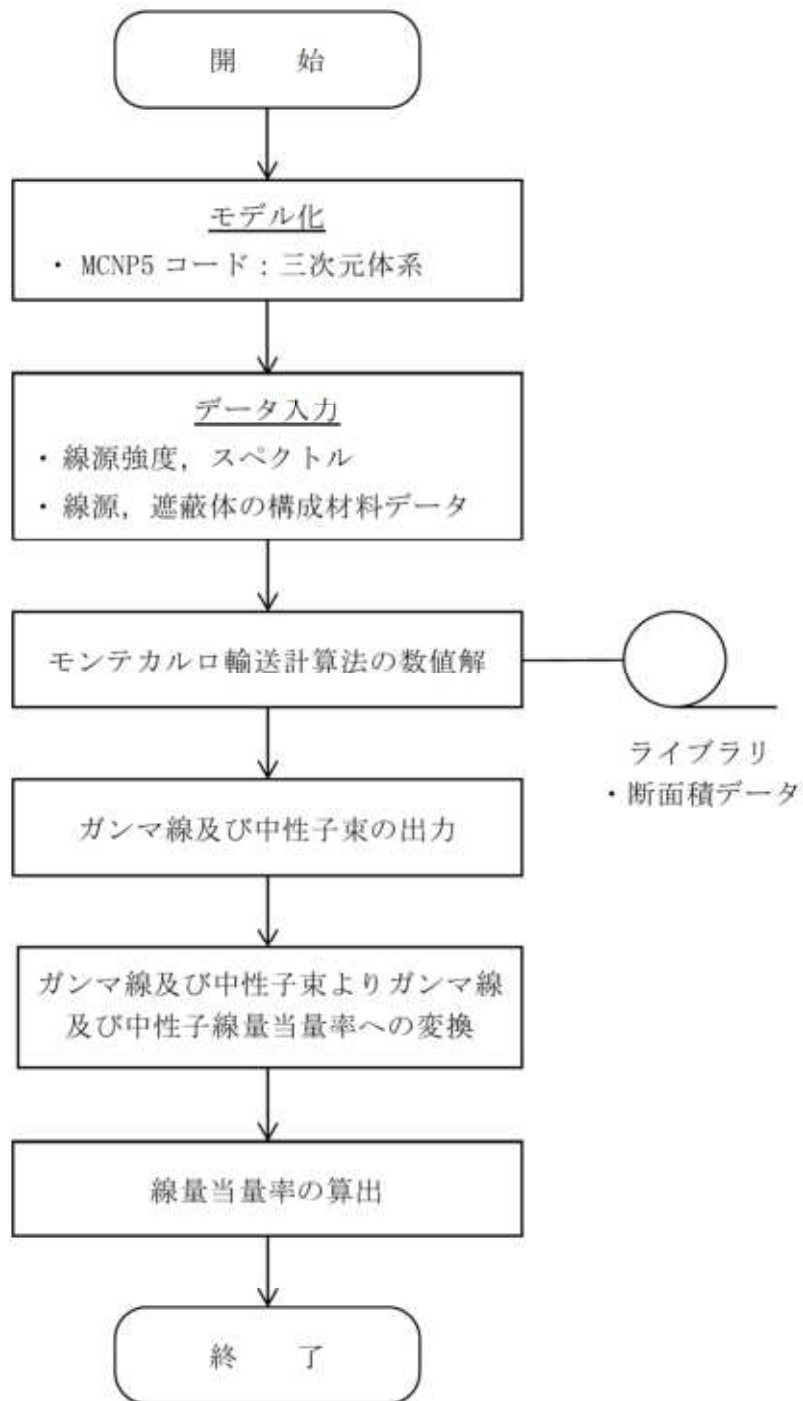 開　始
モデル化
・ MCNP5 コード：三次元体系
データ入力
・線源強度，スペクトル
・線源，遮蔽体の構成材料データ
モンテカルロ輸送計算法の数値解
ライブラリ
・断面積データ
ガンマ線及び中性子束の出力
ガンマ線及び中性子束よりガンマ線
及び中性子線量当量率への変換
線量当量率の算出
終　了